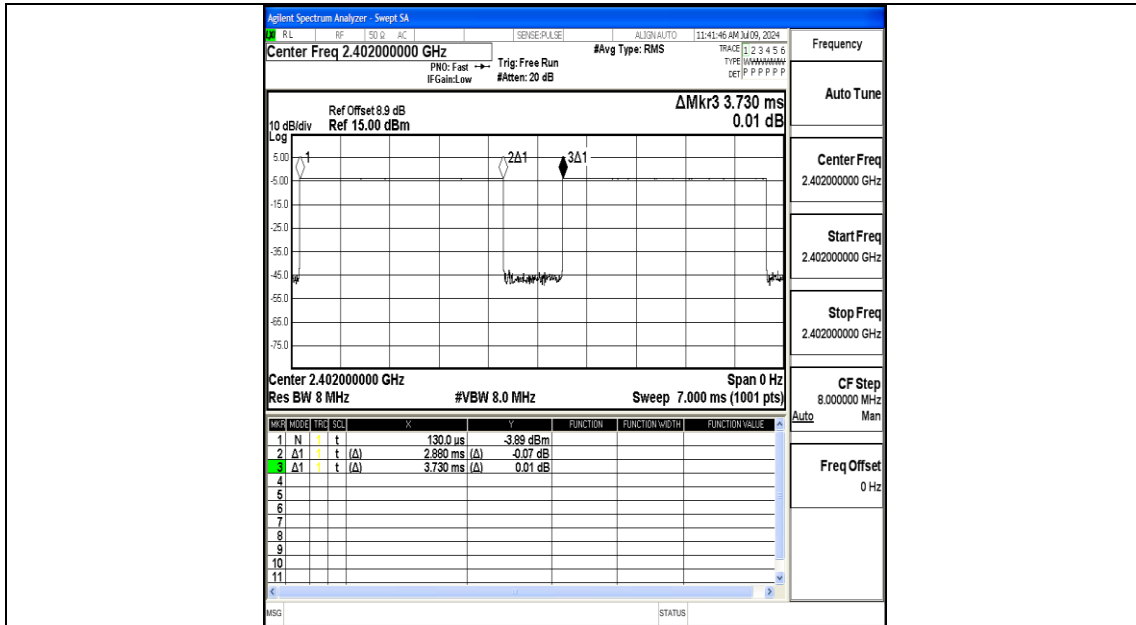 Agilent Spectrum Analyzer - Swept SA
RL RF 50 Ω AC SENSE:PULSE ALIGNAUTO 11:41:46 AM Jul 09, 2024
Center Freq 2.402000000 GHz #Avg Type: RMS TRACE 1 2 3 4 5 6
PNO: Fast Trig: Free Run TYPE WWWWWW
IFGain:Low #Atten: 20 dB DET P P P P P P
Ref Offset 8.9 dB ΔMkr3 3.730 ms
10 dB/div Ref 15.00 dBm 0.01 dB
Log
5.00 1 2Δ1 3Δ1
-5.00
-15.0
-25.0
-35.0
-45.0
-55.0
-65.0
-75.0
Center 2.402000000 GHz Span 0 Hz
Res BW 8 MHz #VBW 8.0 MHz Sweep 7.000 ms (1001 pts)
MKR MODE TRC SCL X Y FUNCTION FUNCTION WIDTH FUNCTION VALUE
1 N 1 t 130.0 us -3.89 dBm
2 Δ1 1 t (Δ) 2.880 ms (Δ) -0.07 dB
3 Δ1 1 t (Δ) 3.730 ms (Δ) 0.01 dB
4
5
6
7
8
9
10
11
MSG STATUS
Frequency
Auto Tune
Center Freq
2.402000000 GHz
Start Freq
2.402000000 GHz
Stop Freq
2.402000000 GHz
CF Step
8.000000 MHz
Auto Man
Freq Offset
0 Hz